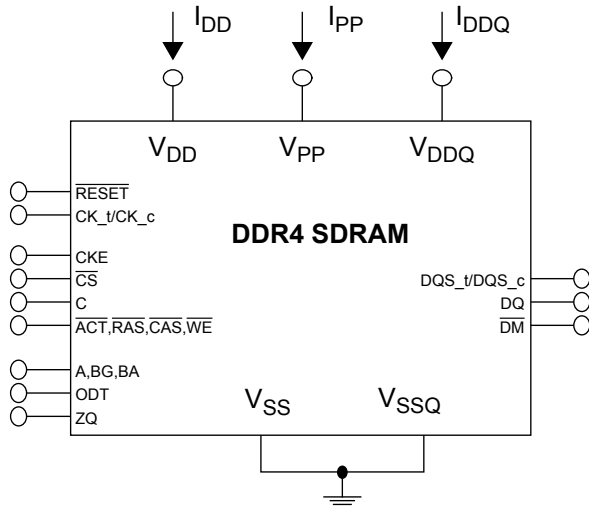 IDD
IPP
IDDQ
VDD
VPP
VDDQ
RESET
CK_t/CK_c
DDR4 SDRAM
CKE
CS
C
ACT,RAS,CAS,WE
DQS_t/DQS_c
DQ
DM
A,BG,BA
ODT
ZQ
VSS
VSSQ